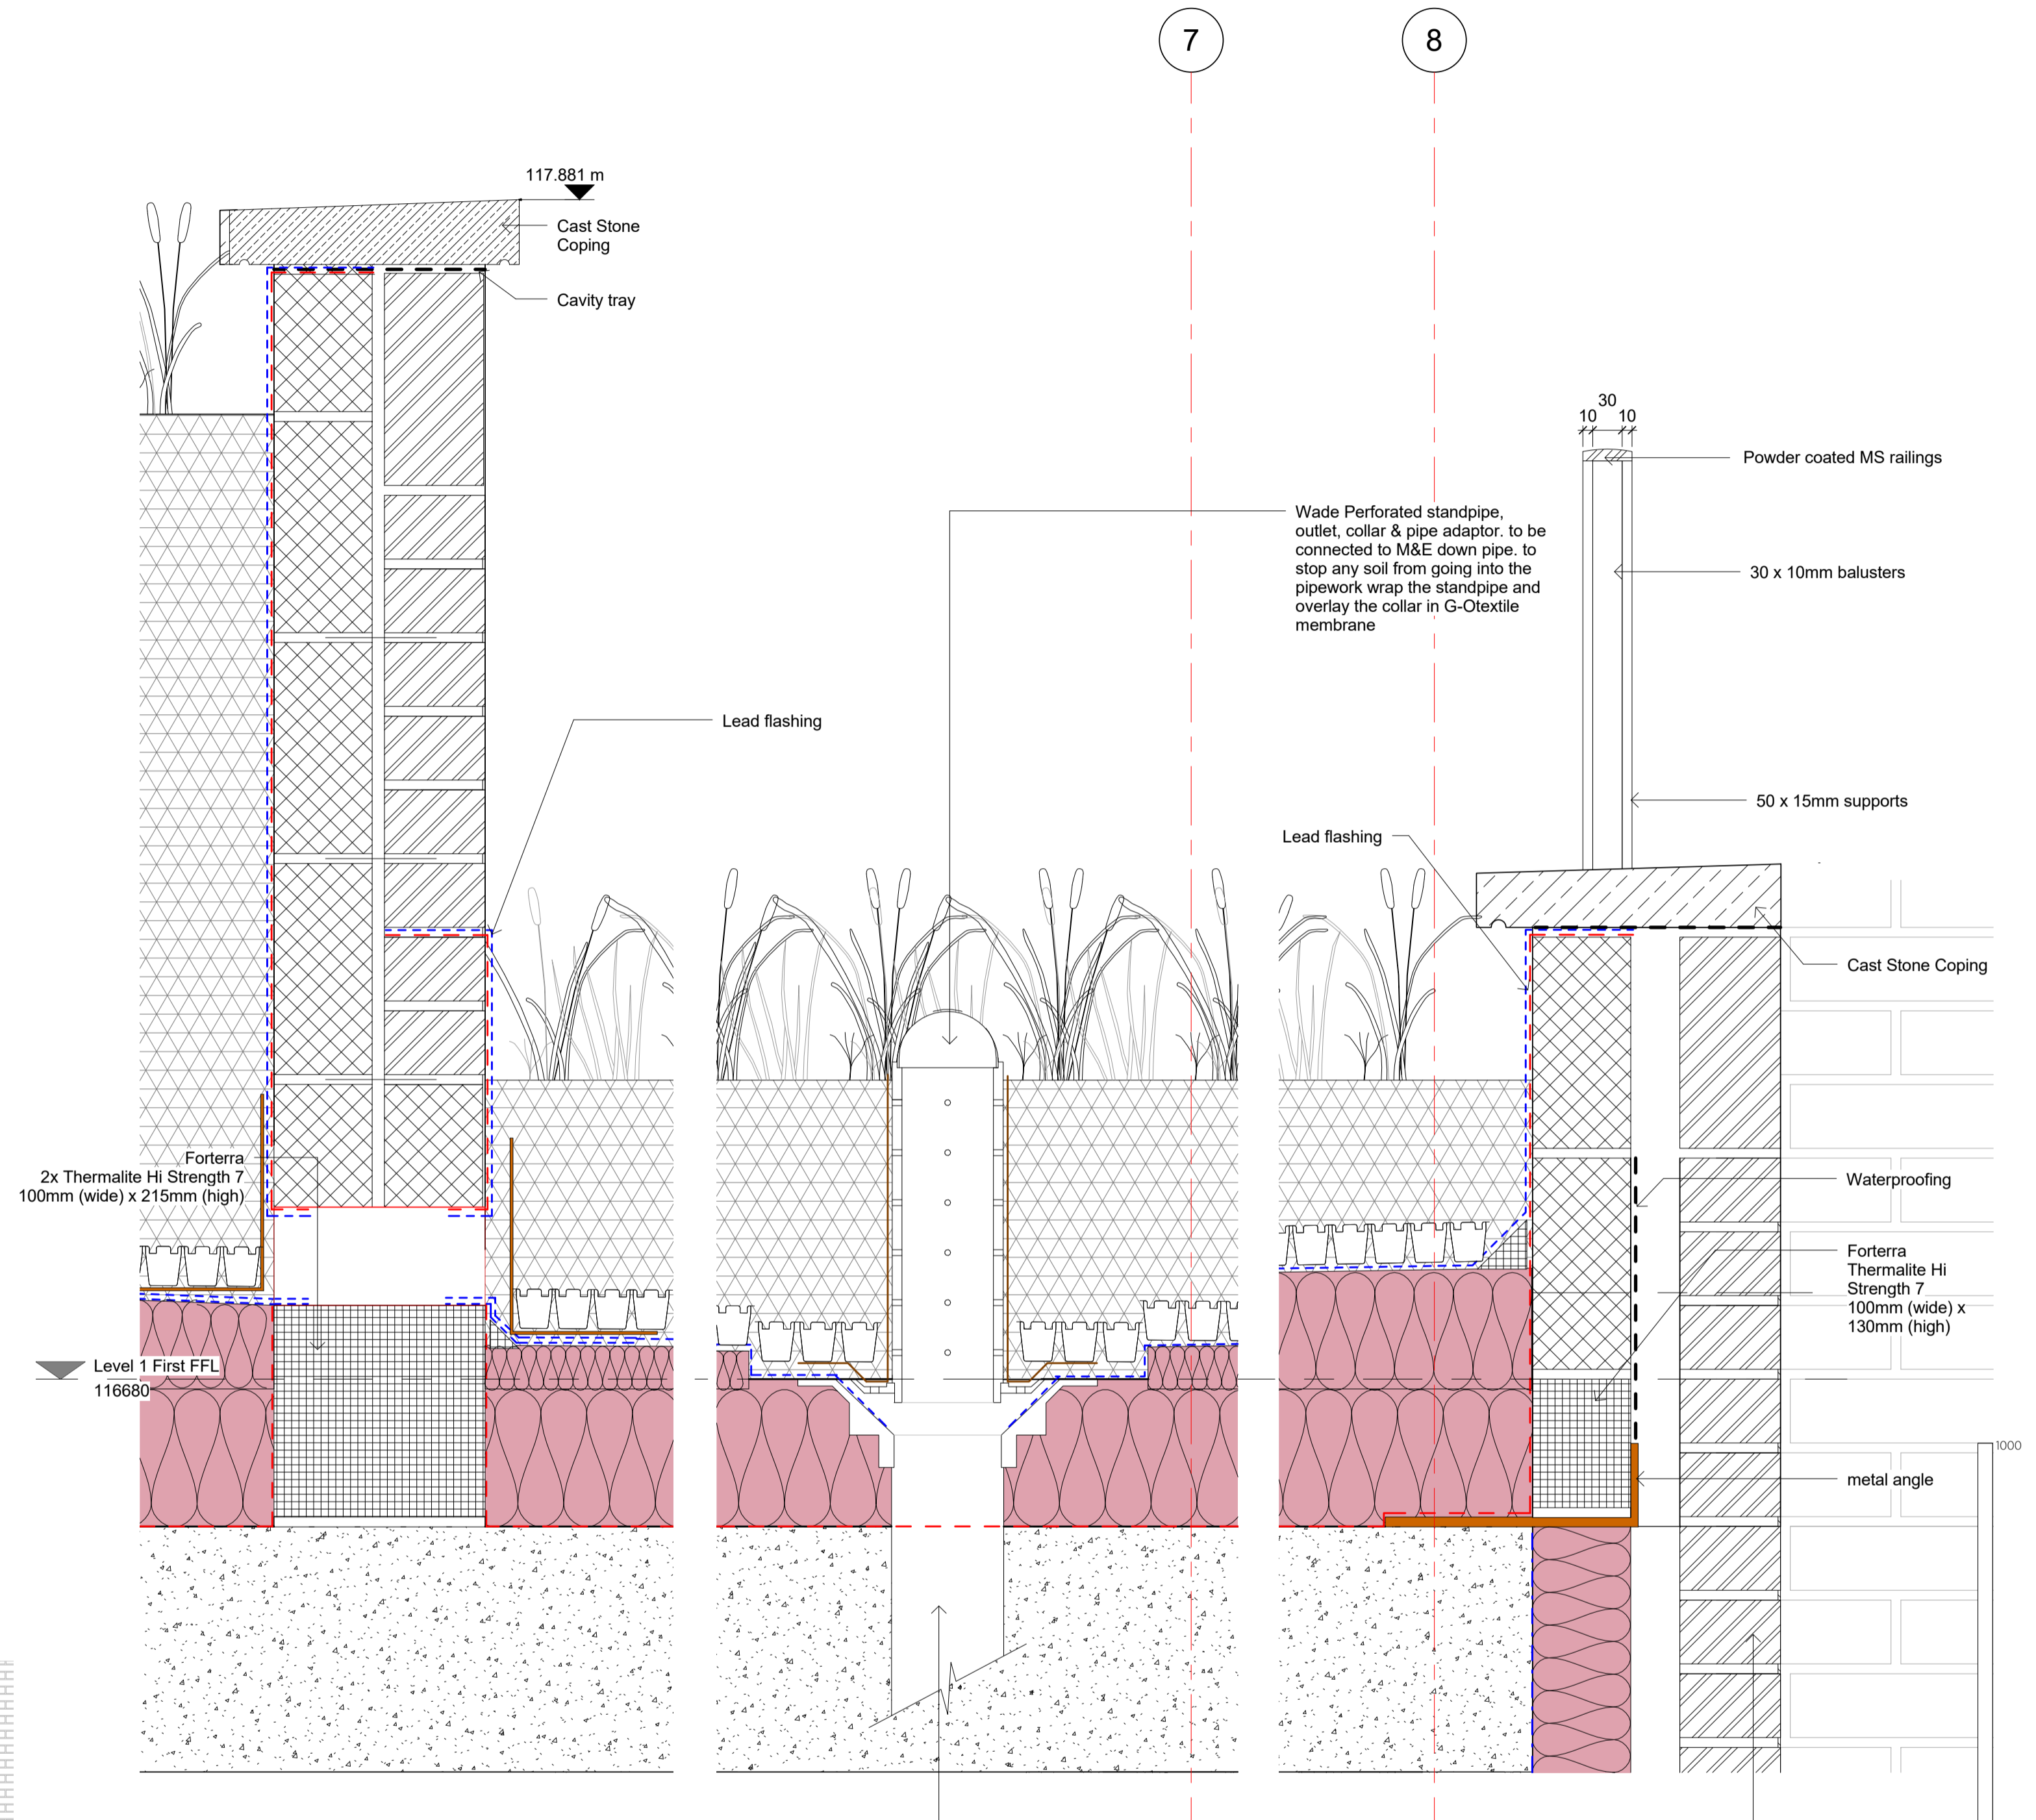 7
8
117.881 m
Cast Stone
Coping
Cavity tray
30
10
10
Powder coated MS railings
Wade Perforated standpipe,
outlet, collar & pipe adaptor. to be
connected to M&E down pipe. to
stop any soil from going into the
pipework wrap the standpipe and
overlay the collar in G-Otextile
membrane
30 x 10mm balusters
Lead flashing
50 x 15mm supports
Lead flashing
Cast Stone Coping
Forterra
2x Thermalite Hi Strength 7
100mm (wide) x 215mm (high)
Waterproofing
Forterra
Thermalite Hi
Strength 7
100mm (wide) x
130mm (high)
Level 1 First FFL
116680
1000
metal angle